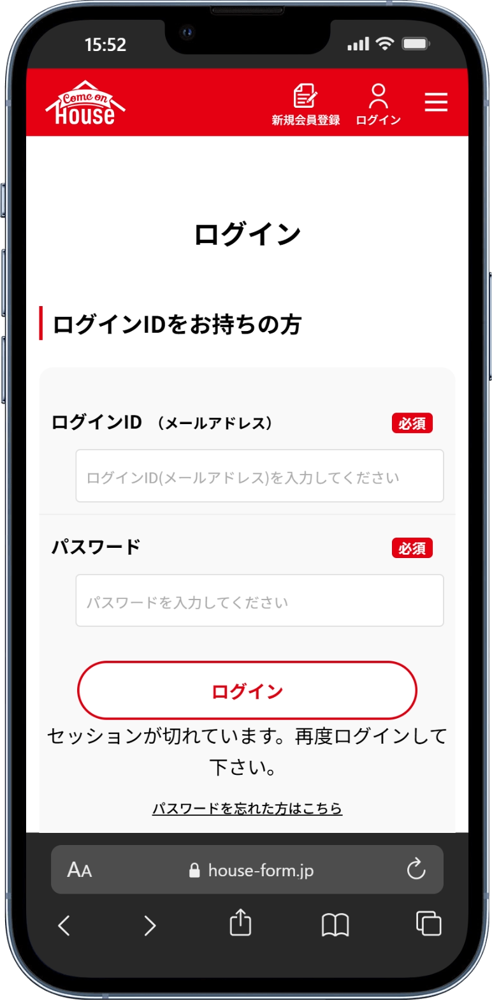 15:52
Come on
House
新規会員登録
ログイン
ログイン
ログインIDをお持ちの方
ログインID （メールアドレス）
必須
ログインID(メールアドレス)を入力してください
パスワード
必須
パスワードを入力してください
ログイン
セッションが切れています。再度ログインして
下さい。
パスワードを忘れた方はこちら
AA
house-form.jp